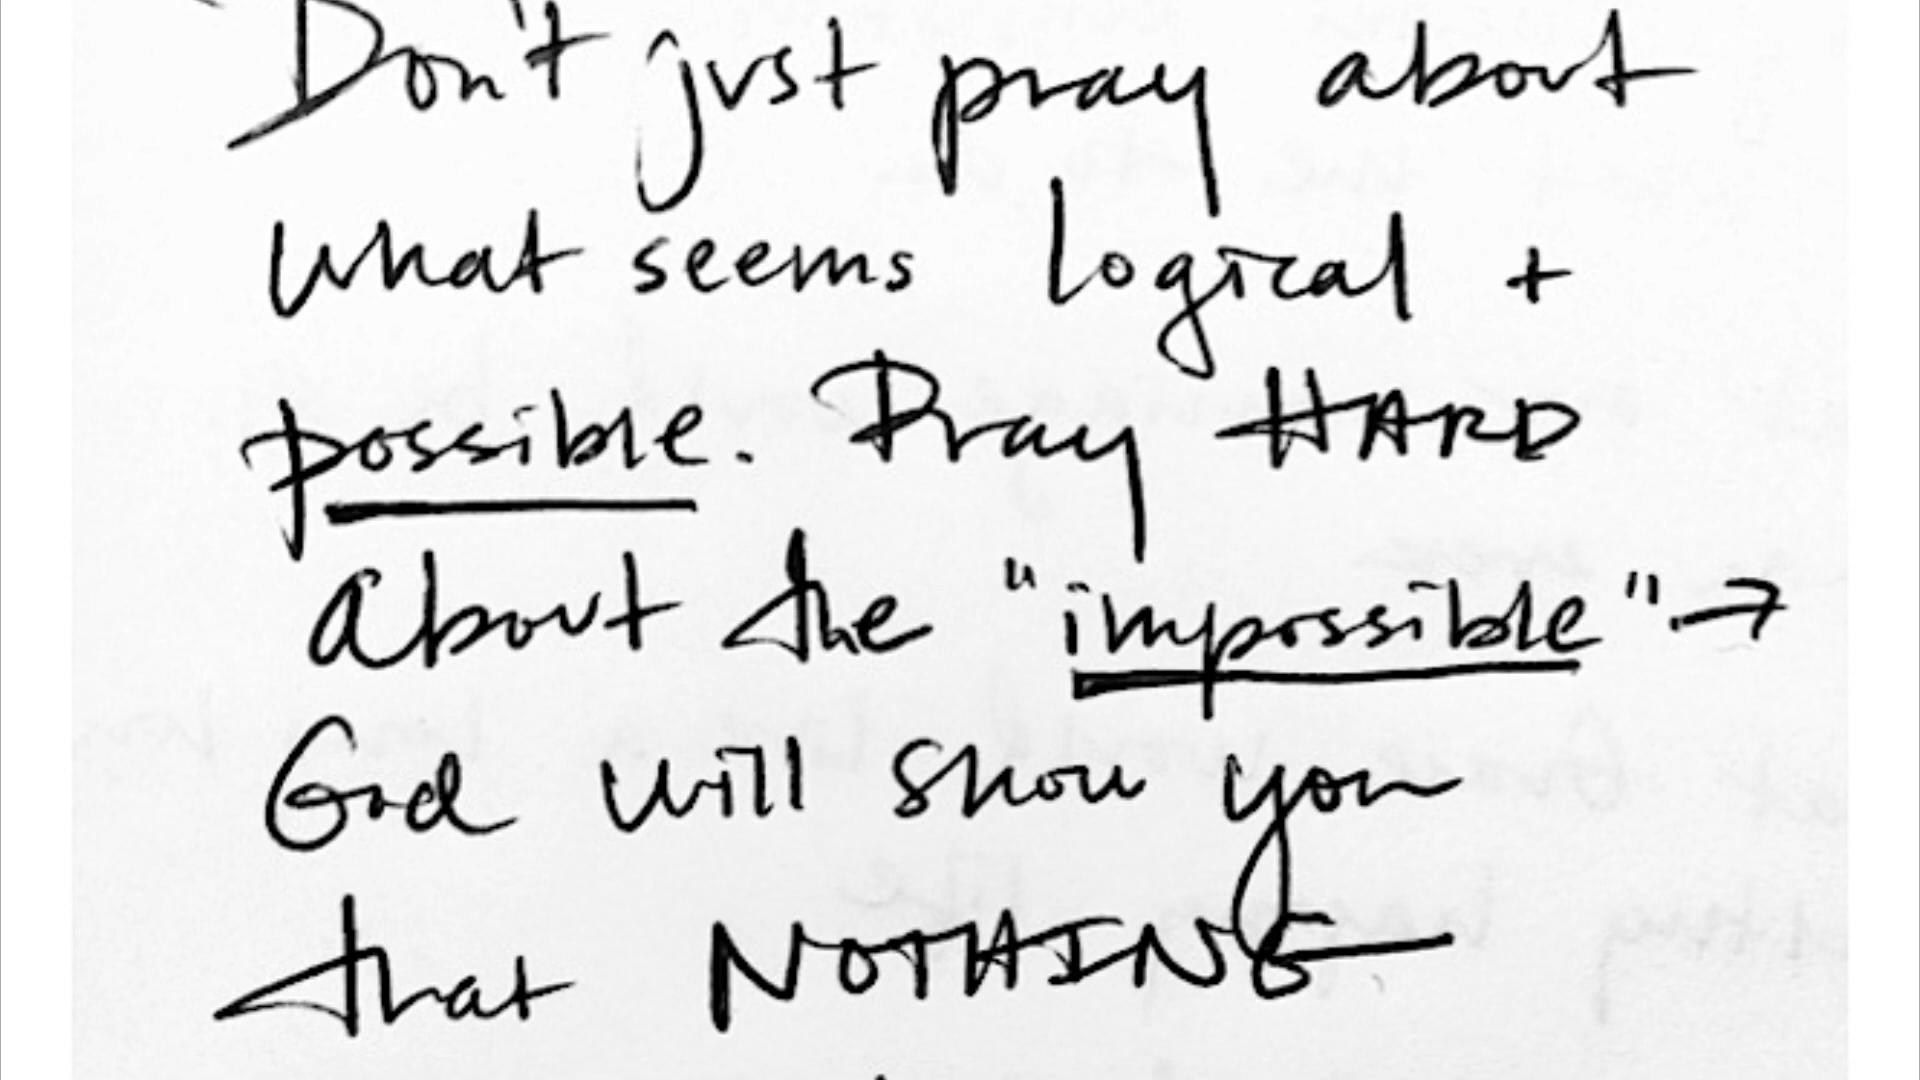 Don't just pray about
what seems logical +
possible. Pray HARD
about the "impossible" →
God will show you
that NOTHING